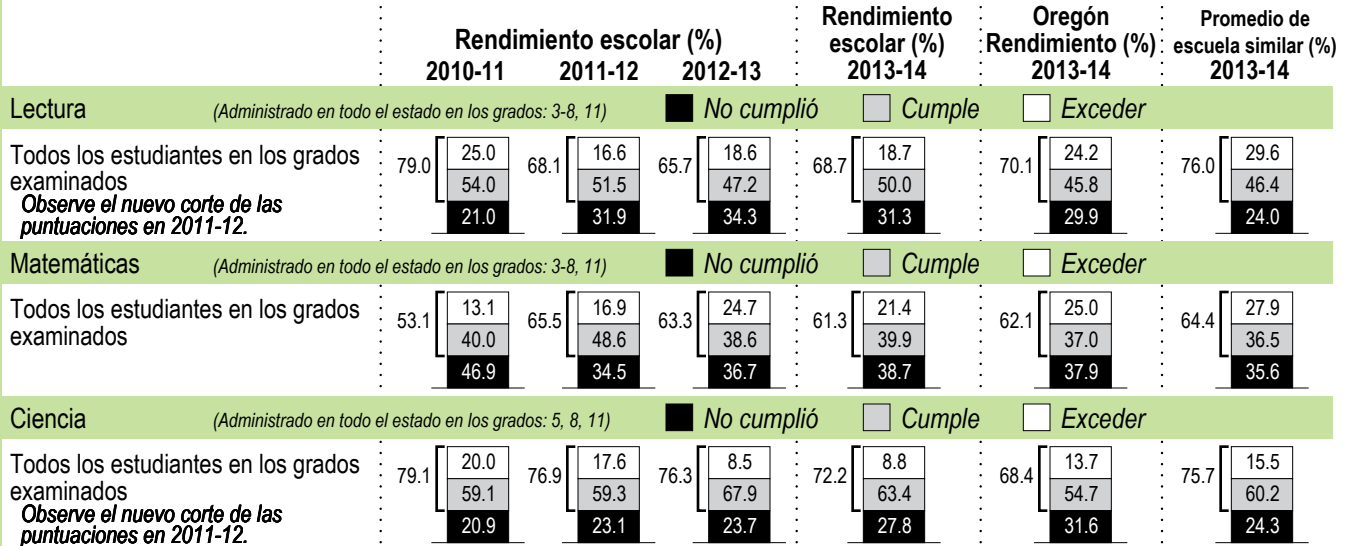 Rendimiento escolar (%)
2010-11 2011-12 2012-13
Rendimiento
escolar (%)
2013-14
Oregón
Rendimiento (%)
2013-14
Promedio de
escuela similar (%)
2013-14
Lectura (Administrado en todo el estado en los grados: 3-8, 11) No cumplió Cumple Exceder
Todos los estudiantes en los grados
examinados
Observe el nuevo corte de las
puntuaciones en 2011-12.
79.0 25.0 54.0 21.0
68.1 16.6 51.5 31.9
65.7 18.6 47.2 34.3
68.7 18.7 50.0 31.3
70.1 24.2 45.8 29.9
76.0 29.6 46.4 24.0
Matemáticas (Administrado en todo el estado en los grados: 3-8, 11) No cumplió Cumple Exceder
Todos los estudiantes en los grados
examinados
53.1 13.1 40.0 46.9
65.5 16.9 48.6 34.5
63.3 24.7 38.6 36.7
61.3 21.4 39.9 38.7
62.1 25.0 37.0 37.9
64.4 27.9 36.5 35.6
Ciencia (Administrado en todo el estado en los grados: 5, 8, 11) No cumplió Cumple Exceder
Todos los estudiantes en los grados
examinados
Observe el nuevo corte de las
puntuaciones en 2011-12.
79.1 20.0 59.1 20.9
76.9 17.6 59.3 23.1
76.3 8.5 67.9 23.7
72.2 8.8 63.4 27.8
68.4 13.7 54.7 31.6
75.7 15.5 60.2 24.3